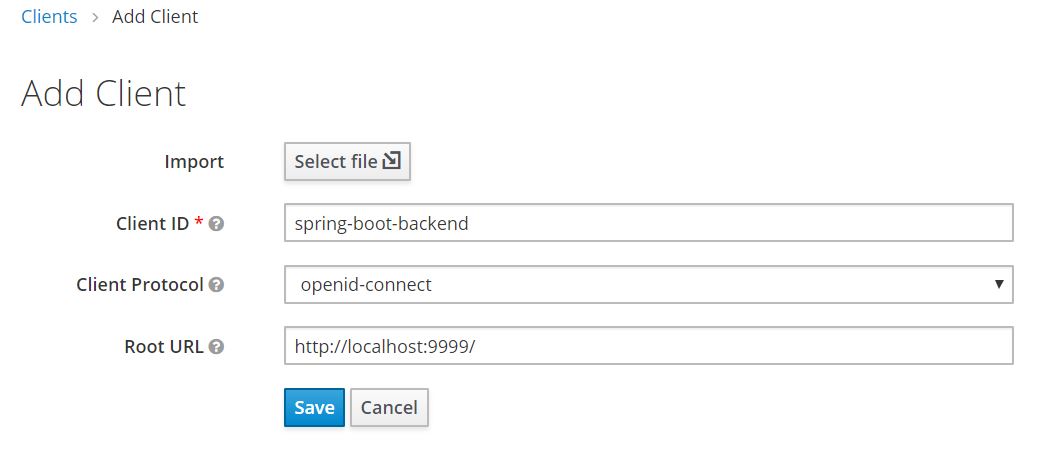 Clients > Add Client
Add Client
Import Select file
Client ID * spring-boot-backend
Client Protocol openid-connect
Root URL http://localhost:9999/
Save Cancel